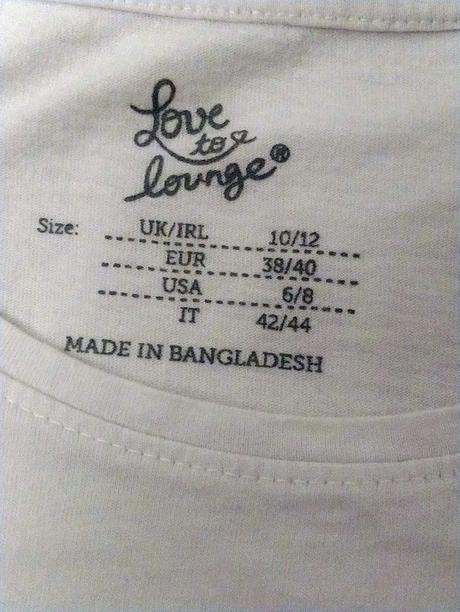 Love
to
lounge®
Size: UK/IRL 10/12
EUR 38/40
USA 6/8
IT 42/44
MADE IN BANGLADESH